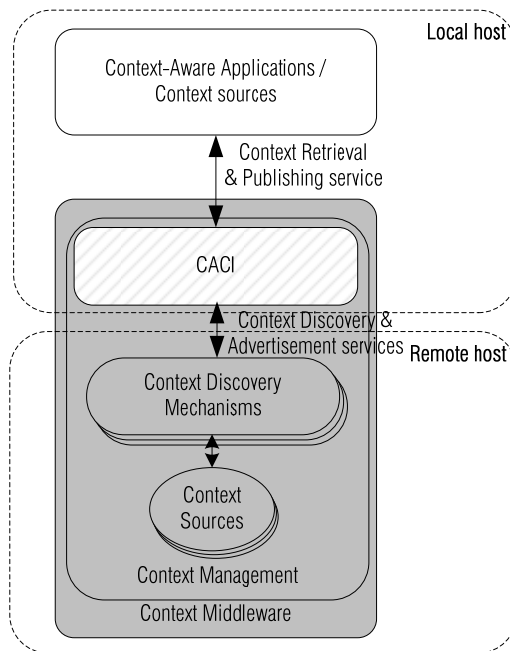 Local host
Context-Aware Applications /
Context sources
Context Retrieval
& Publishing service
CACI
Context Discovery &
Advertisement services
Remote host
Context Discovery
Mechanisms
Context
Sources
Context Management
Context Middleware